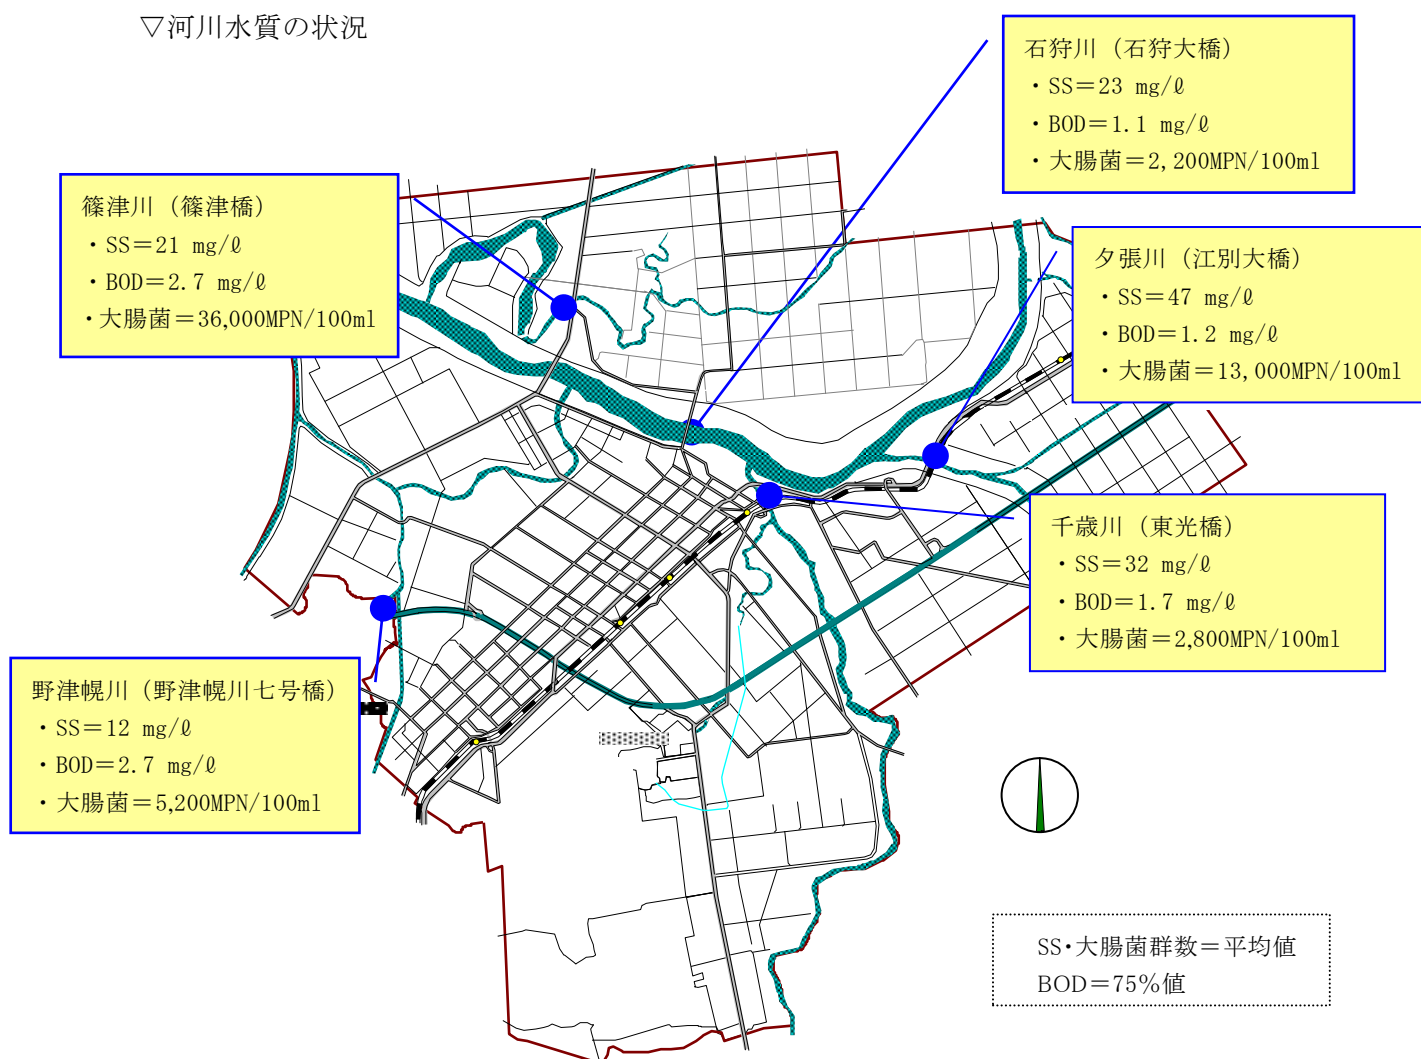 ▽河川水質の状況
石狩川（石狩大橋）
・SS＝23 mg/ℓ
・BOD＝1.1 mg/ℓ
・大腸菌＝2,200MPN/100ml
篠津川（篠津橋）
・SS＝21 mg/ℓ
・BOD＝2.7 mg/ℓ
・大腸菌＝36,000MPN/100ml
夕張川（江別大橋）
・SS＝47 mg/ℓ
・BOD＝1.2 mg/ℓ
・大腸菌＝13,000MPN/100ml
千歳川（東光橋）
・SS＝32 mg/ℓ
・BOD＝1.7 mg/ℓ
・大腸菌＝2,800MPN/100ml
野津幌川（野津幌川七号橋）
・SS＝12 mg/ℓ
・BOD＝2.7 mg/ℓ
・大腸菌＝5,200MPN/100ml
SS・大腸菌群数＝平均値
BOD＝75％値